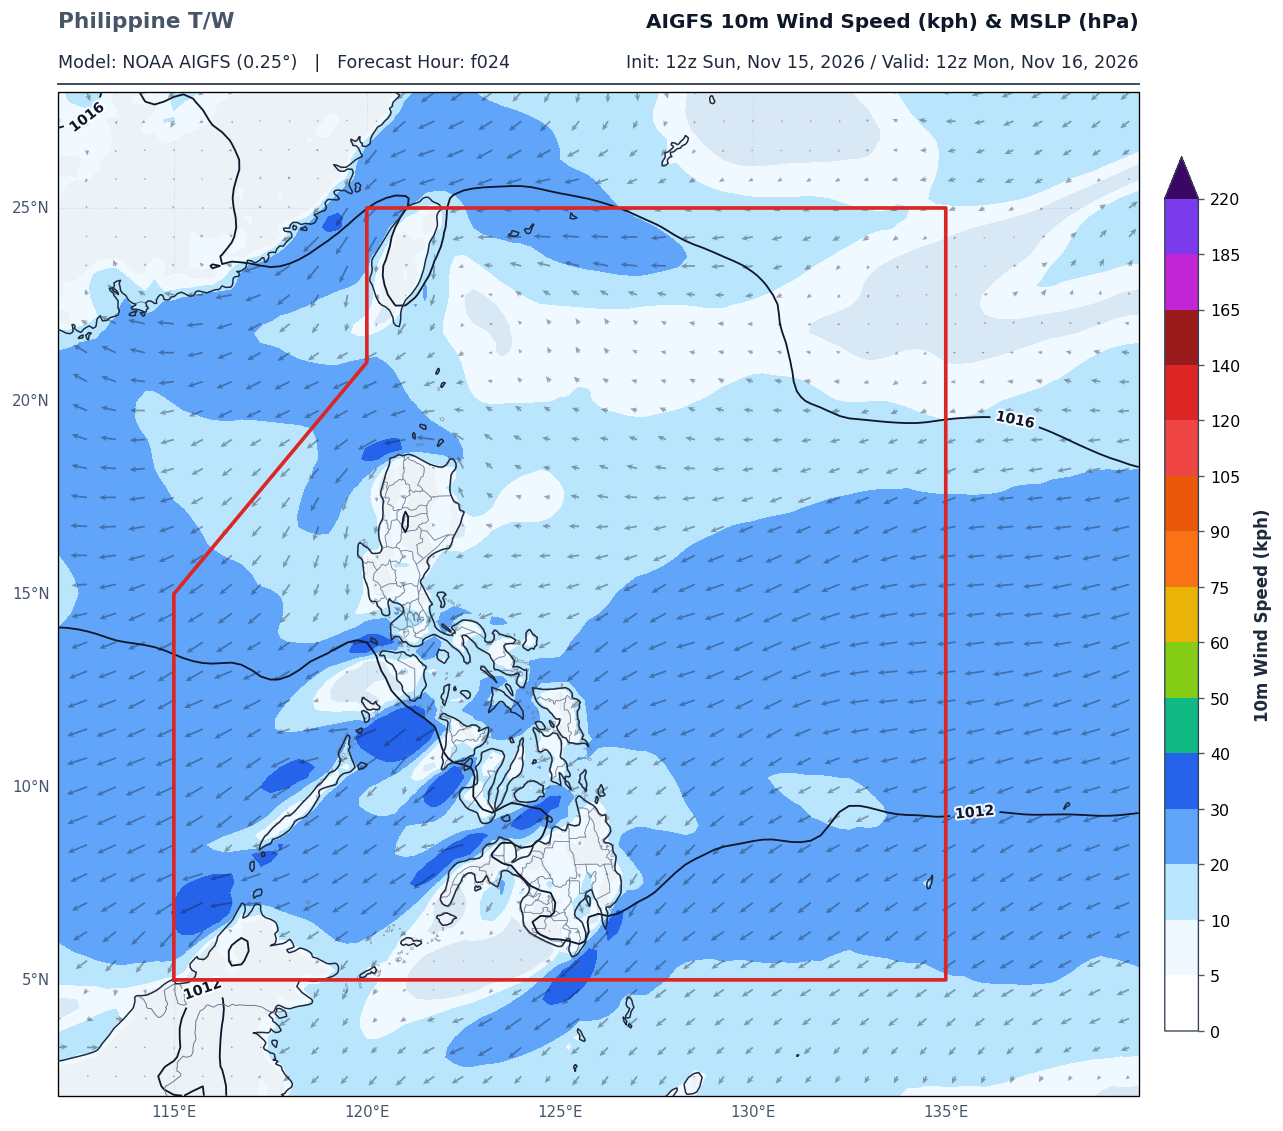 Philippine T/W
AIGFS 10m Wind Speed (kph) & MSLP (hPa)
Model: NOAA AIGFS (0.25°) | Forecast Hour: f024
Init: 12z Sun, Nov 15, 2026 / Valid: 12z Mon, Nov 16, 2026
1016
25°N
20°N
15°N
10°N
5°N
1016
1012
1012
115°E
120°E
125°E
130°E
135°E
220
185
165
140
120
105
90
75
60
50
40
30
20
10
5
0
10m Wind Speed (kph)